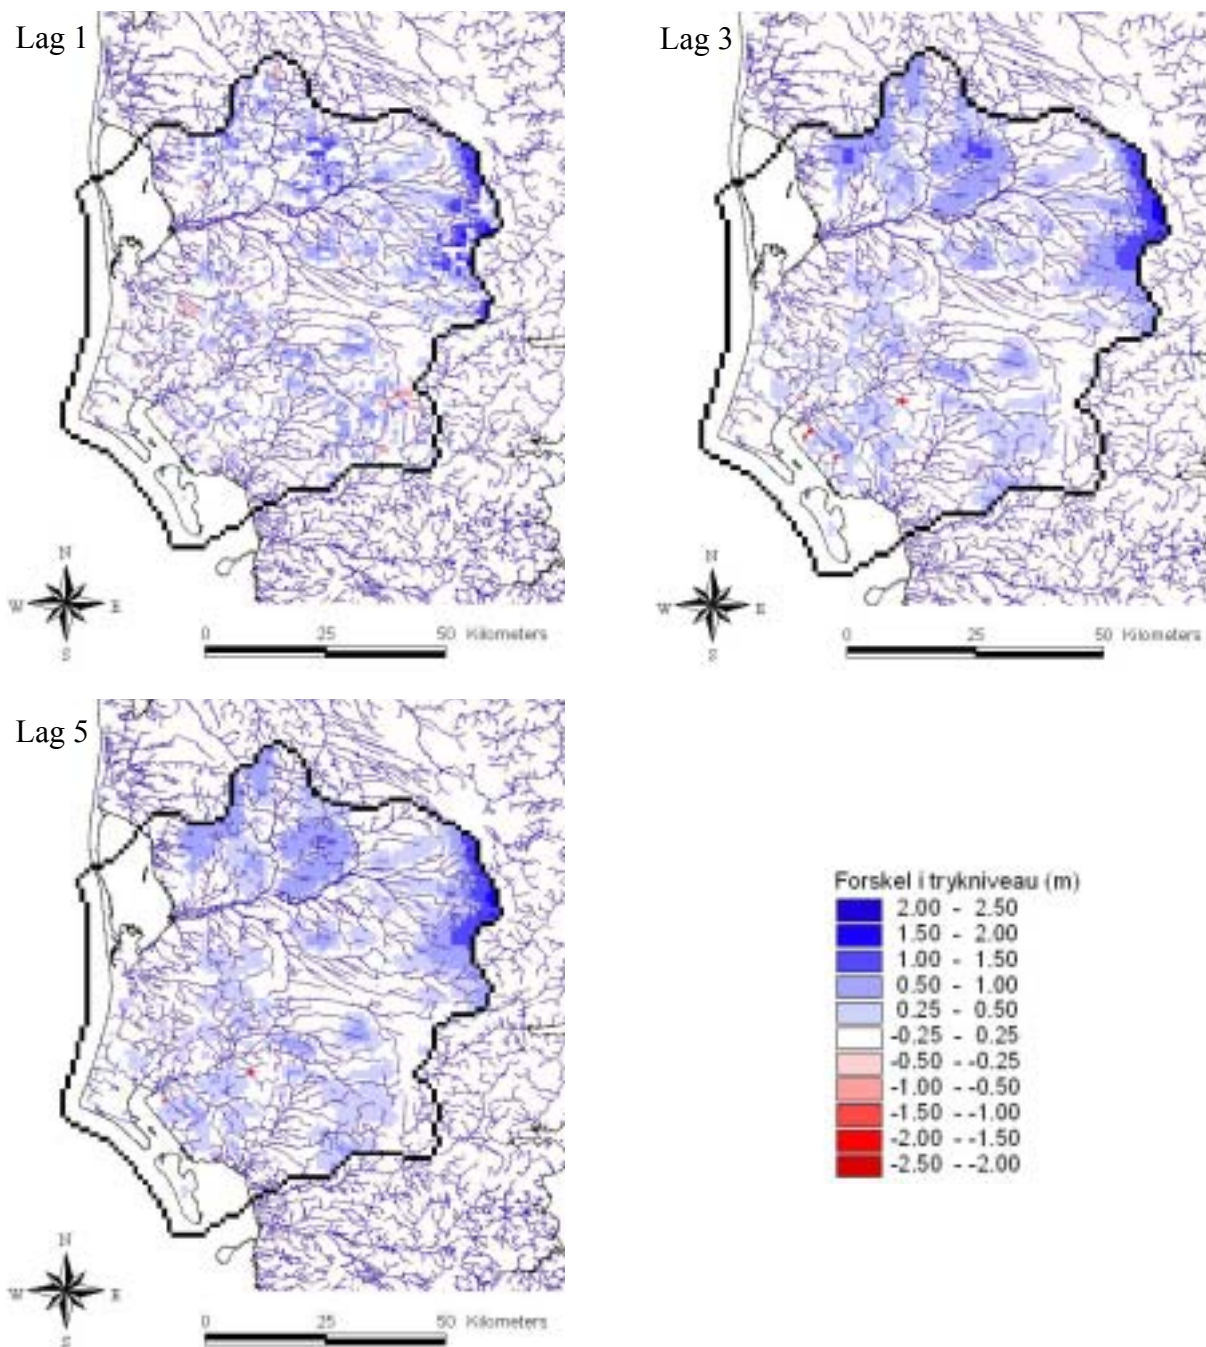 Lag 1
N
W E
S
0 25 50 Kilometers
Lag 3
N
W E
S
0 25 50 Kilometers
Lag 5
N
W E
S
0 25 50 Kilometers
Forskel i trykniveau (m)
2.00 - 2.50
1.50 - 2.00
1.00 - 1.50
0.50 - 1.00
0.25 - 0.50
-0.25 - 0.25
-0.50 - -0.25
-1.00 - -0.50
-1.50 - -1.00
-2.00 - -1.50
-2.50 - -2.00